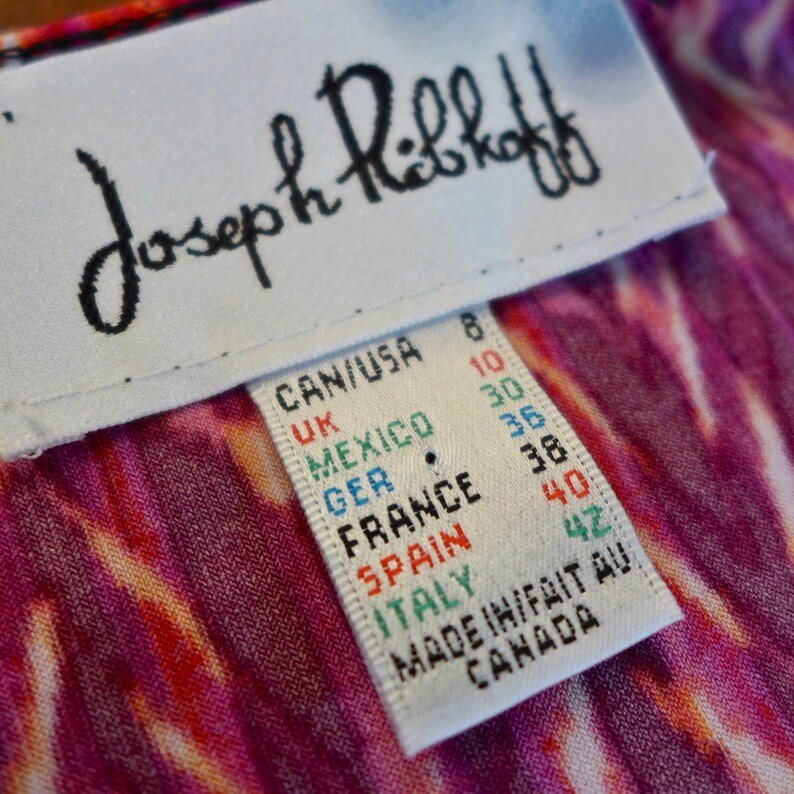 Joseph Ribkoff
CAN/USA 8
UK 10
MEXICO 30
GER 36
FRANCE 38
SPAIN 40
ITALY 42
MADE IN/FAIT AU
CANADA